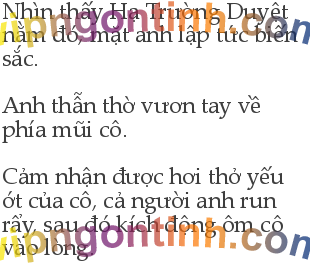 Nhìn thấy Hạ Trường Duyệt
nằm đó, mặt anh lập tức biến
sắc.
Anh thẫn thờ vươn tay về
phía mũi cô.
Cảm nhận được hơi thở yếu
ớt của cô, cả người anh run
rẩy, sau đó kích động ôm cô
vào lòng.
vipngontinh.com
vipngontinh.com